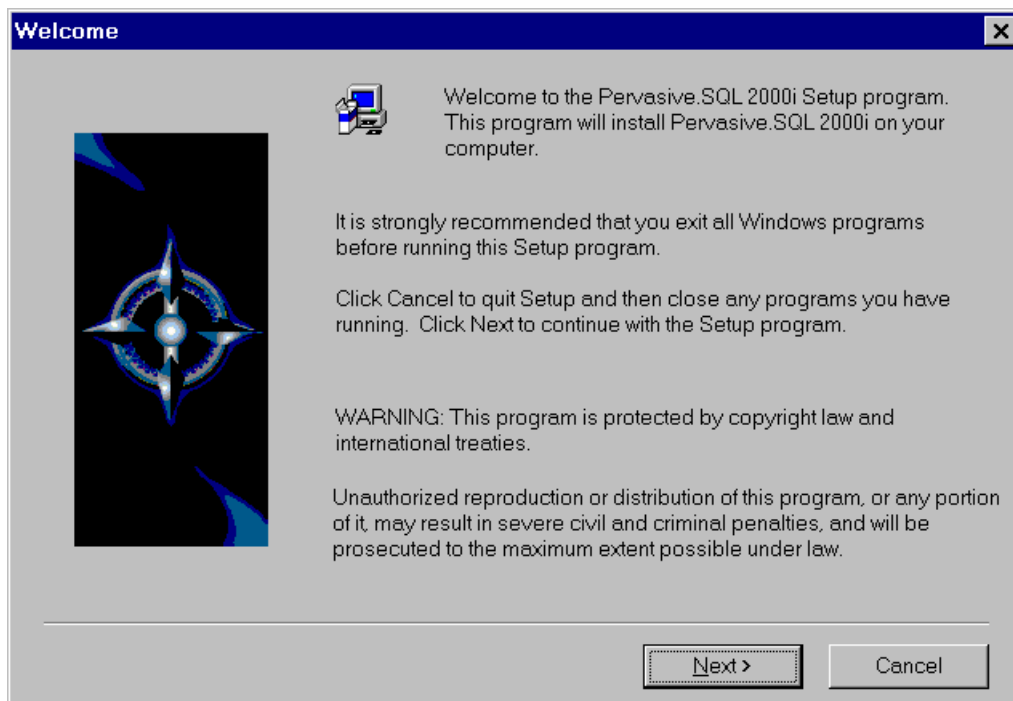 Welcome
Welcome to the Pervasive.SQL 2000i Setup program.
This program will install Pervasive.SQL 2000i on your
computer.
It is strongly recommended that you exit all Windows programs
before running this Setup program.
Click Cancel to quit Setup and then close any programs you have
running. Click Next to continue with the Setup program.
WARNING: This program is protected by copyright law and
international treaties.
Unauthorized reproduction or distribution of this program, or any portion
of it, may result in severe civil and criminal penalties, and will be
prosecuted to the maximum extent possible under law.
Next >
Cancel